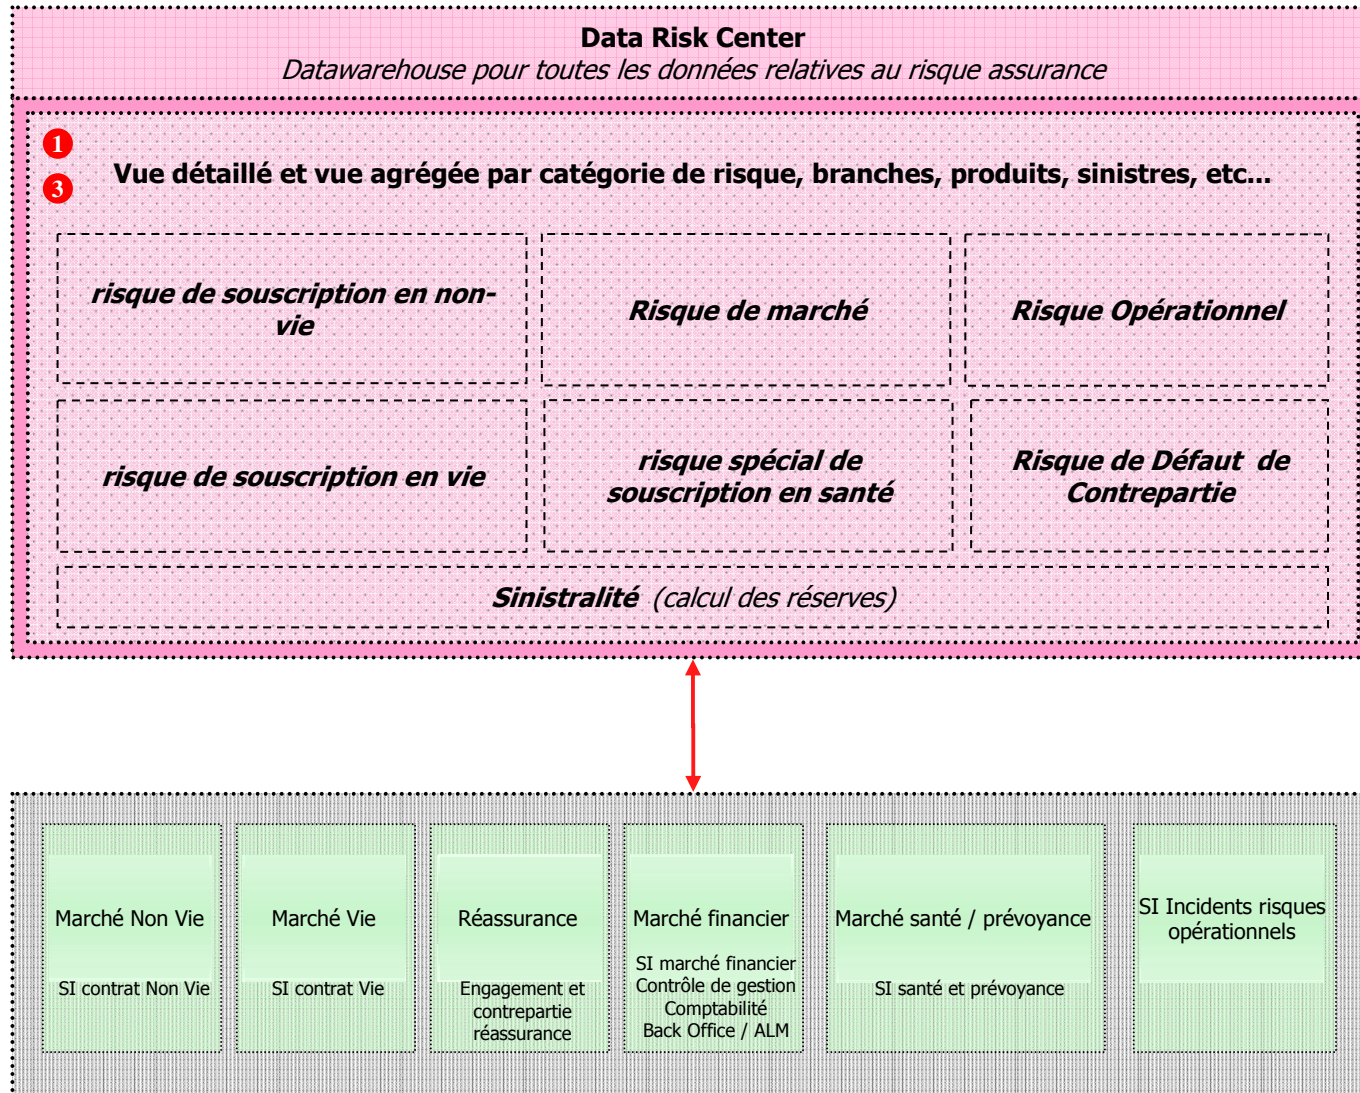 Data Risk Center
Datawarehouse pour toutes les données relatives au risque assurance
1
3
Vue détaillé et vue agrégée par catégorie de risque, branches, produits, sinistres, etc...
risque de souscription en non-
vie
Risque de marché
Risque Opérationnel
risque de souscription en vie
risque spécial de
souscription en santé
Risque de Défaut de
Contrepartie
Sinistralité (calcul des réserves)
Marché Non Vie
SI contrat Non Vie
Marché Vie
SI contrat Vie
Réassurance
Engagement et
contrepartie
réassurance
Marché financier
SI marché financier
Contrôle de gestion
Comptabilité
Back Office / ALM
Marché santé / prévoyance
SI santé et prévoyance
SI Incidents risques
opérationnels